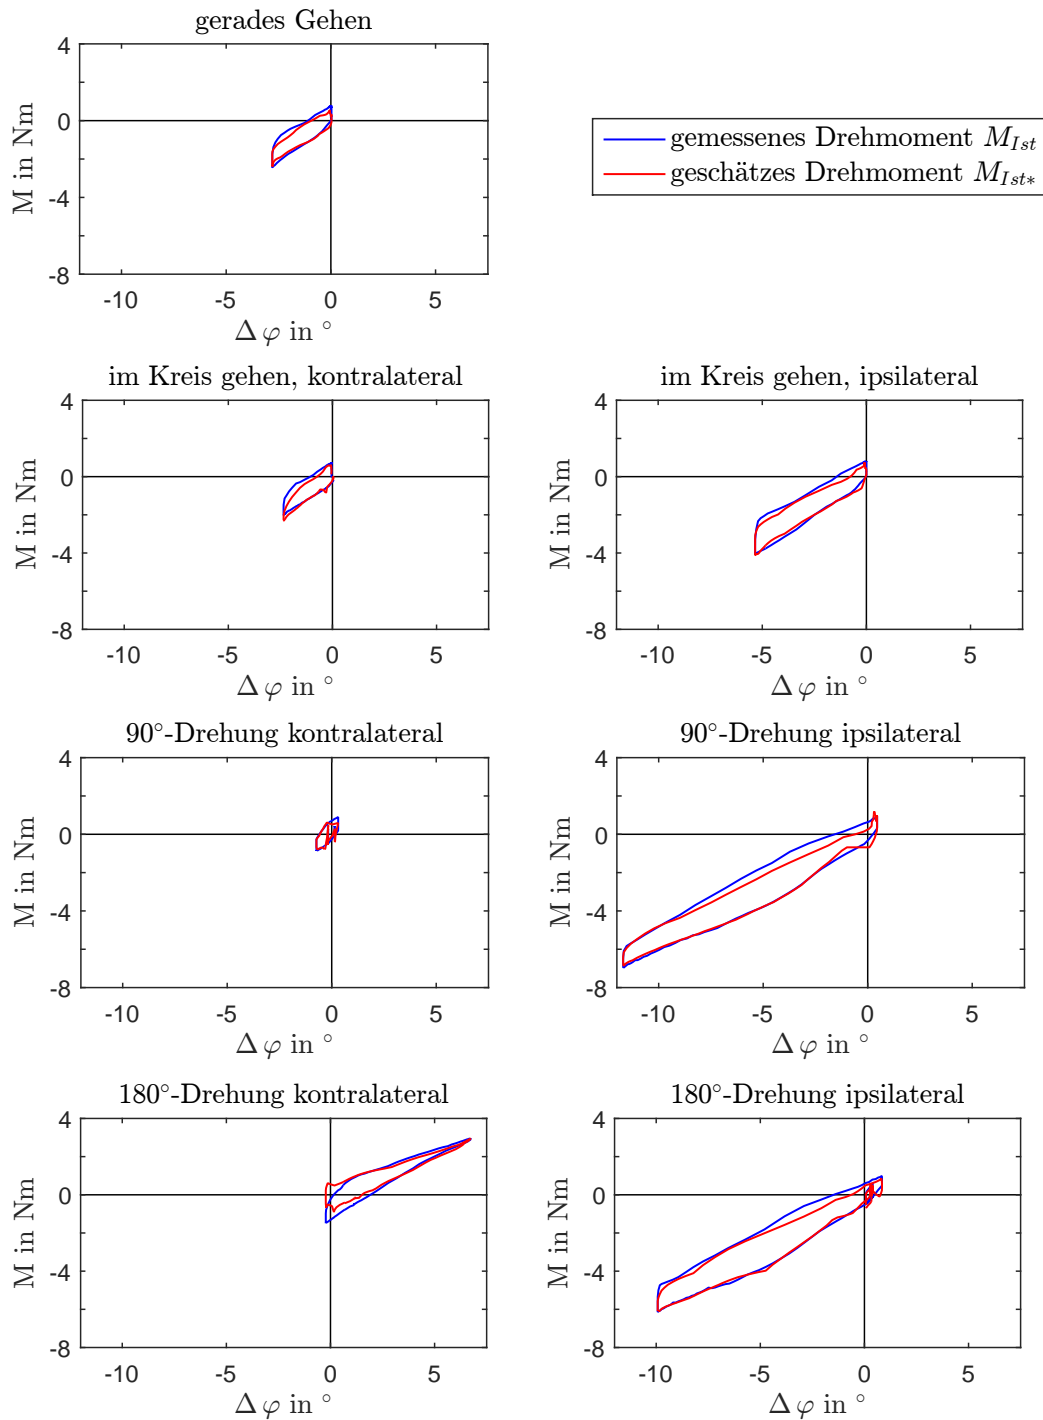 gerades Gehen
4
0
-4
-8
M in Nm
-10 -5 0 5
Δ φ in °
gemessenes Drehmoment M_Ist
geschätzes Drehmoment M_Ist*
im Kreis gehen, kontralateral
4
0
-4
-8
M in Nm
-10 -5 0 5
Δ φ in °
im Kreis gehen, ipsilateral
4
0
-4
-8
M in Nm
-10 -5 0 5
Δ φ in °
90°-Drehung kontralateral
4
0
-4
-8
M in Nm
-10 -5 0 5
Δ φ in °
90°-Drehung ipsilateral
4
0
-4
-8
M in Nm
-10 -5 0 5
Δ φ in °
180°-Drehung kontralateral
4
0
-4
-8
M in Nm
-10 -5 0 5
Δ φ in °
180°-Drehung ipsilateral
4
0
-4
-8
M in Nm
-10 -5 0 5
Δ φ in °